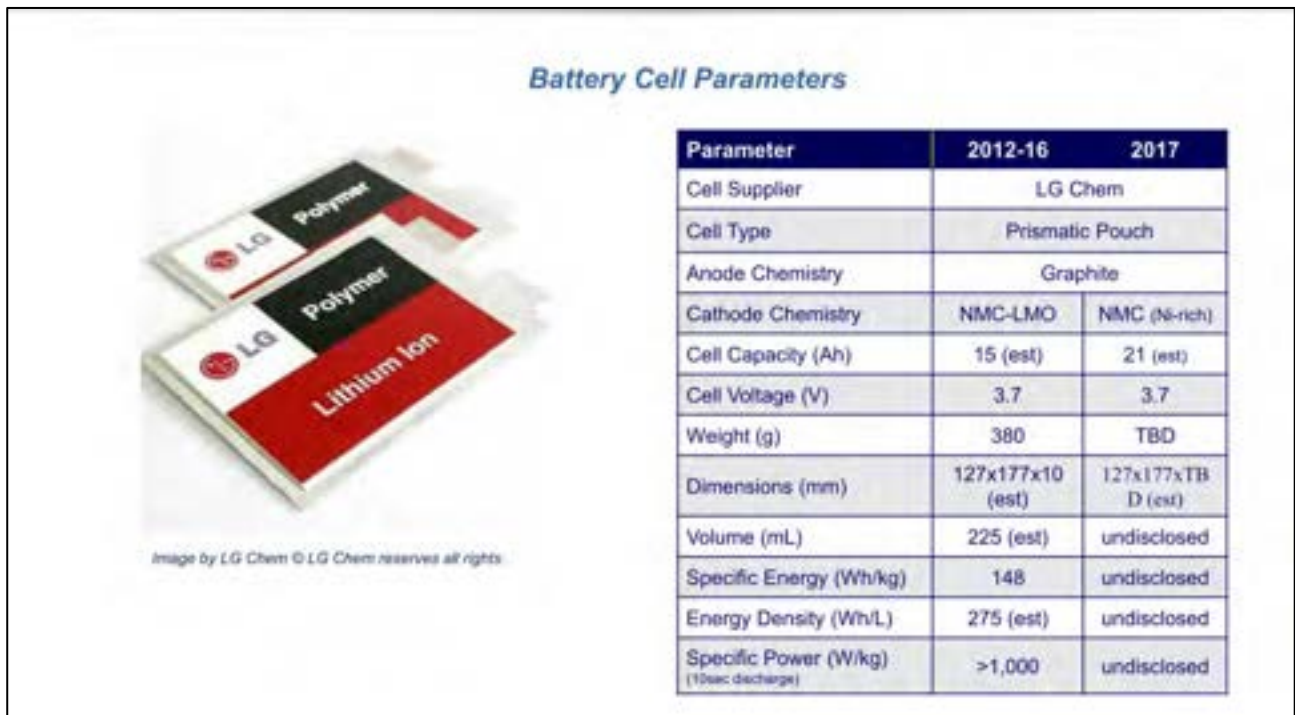 Battery Cell Parameters
LG
Polymer
LG
Polymer
Lithium Ion
Image by LG Chem © LG Chem reserves all rights
Parameter 2012-16 2017
Cell Supplier LG Chem
Cell Type Prismatic Pouch
Anode Chemistry Graphite
Cathode Chemistry NMC-LMO NMC (Ni-rich)
Cell Capacity (Ah) 15 (est) 21 (est)
Cell Voltage (V) 3.7 3.7
Weight (g) 380 TBD
Dimensions (mm) 127x177x10 (est) 127x177xTBD (est)
Volume (mL) 225 (est) undisclosed
Specific Energy (Wh/kg) 148 undisclosed
Energy Density (Wh/L) 275 (est) undisclosed
Specific Power (W/kg) >1,000 undisclosed
(10sec discharge)